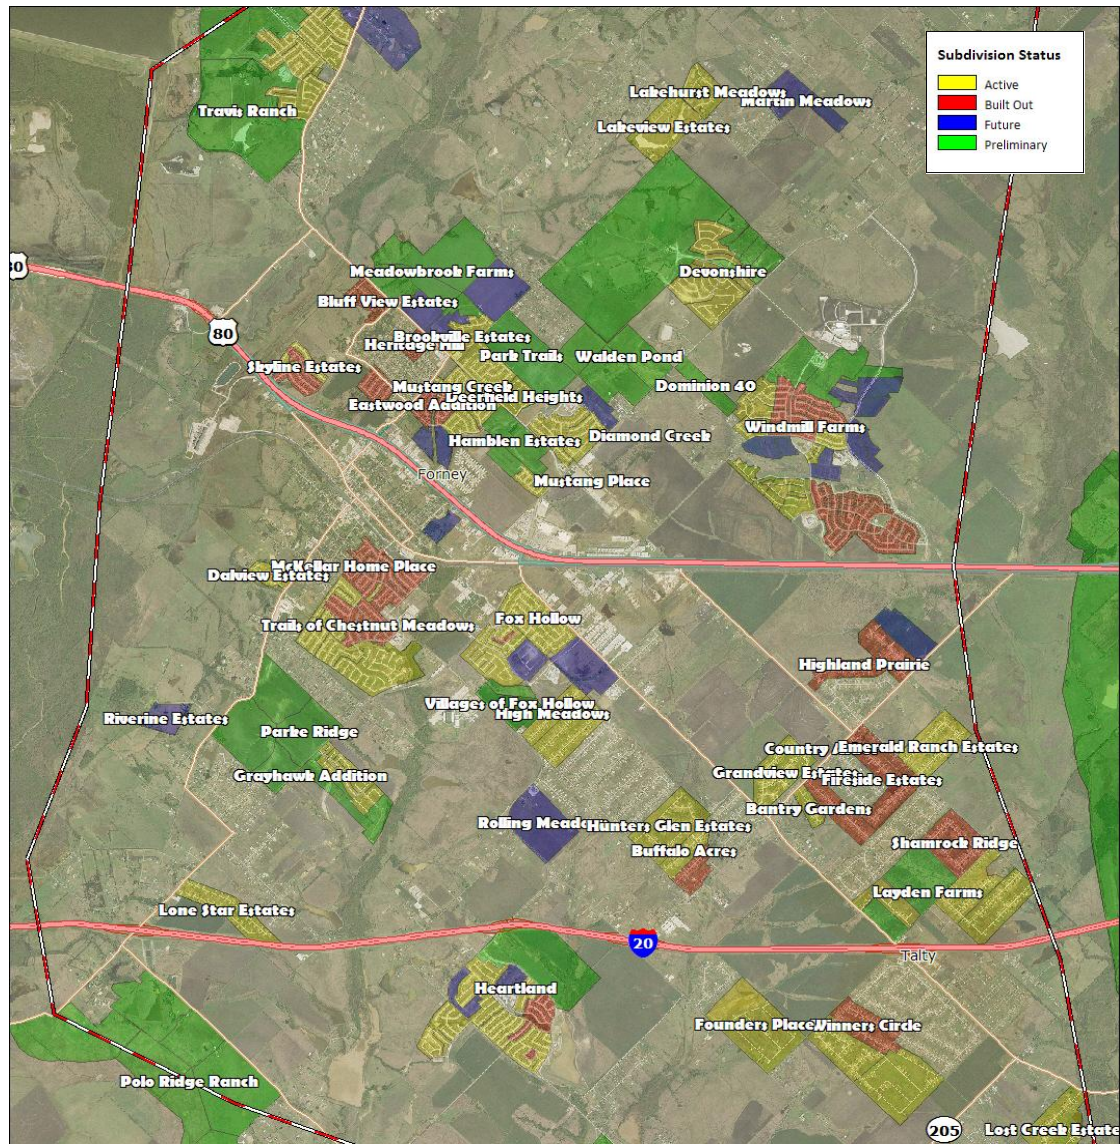 Subdivision Status
Active
Built Out
Future
Preliminary
Lakehurst Meadows
Martin Meadows
Travis Ranch
Lakeview Estates
80
Meadowbrook Farms
Devonshire
Bluff View Estates
80
Brookville Estates
Heritage Hill
Park Trails
Walden Pond
Skyline Estates
Mustang Creek
Dominion 40
Deerfield Heights
Eastwood Addition
Windmill Farms
Hamblen Estates
Diamond Creek
Forney
Mustang Place
McKellar Home Place
Dalview Estates
Fox Hollow
Trails of Chestnut Meadows
Highland Prairie
Villages of Fox Hollow
High Meadows
Riverine Estates
Parke Ridge
Country
Emerald Ranch Estates
Grandview Estates
Grayhawk Addition
Fireside Estates
Bantry Gardens
Rolling
Hunters Glen Estates
Shamrock Ridge
Buffalo Acres
Layden Farms
Lone Star Estates
20
Talty
Heartland
Founders Place
Winners Circle
Polo Ridge Ranch
205
Lost Creek Estate